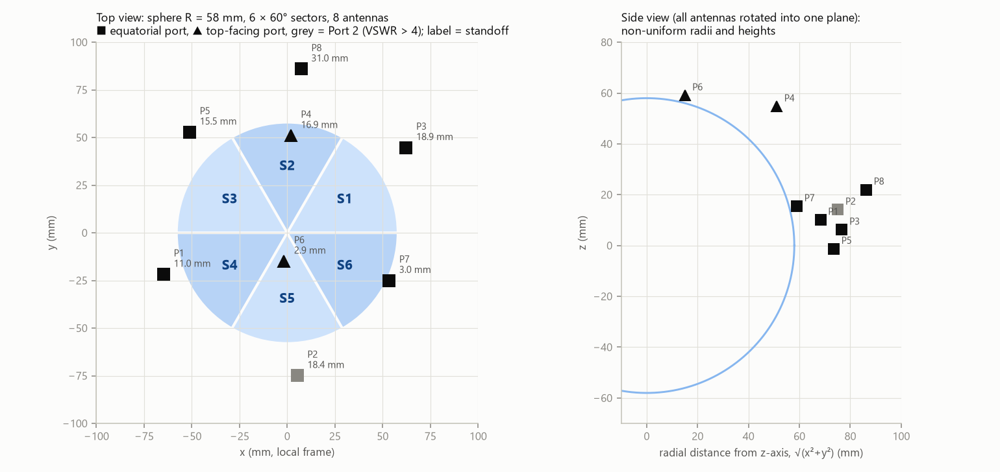 Top view: sphere R = 58 mm, 6 × 60° sectors, 8 antennas
■ equatorial port, ▲ top-facing port, grey = Port 2 (VSWR > 4); label = standoff
100
75
50
25
0
−25
−50
−75
−100
y (mm)
P8
31.0 mm
P5
15.5 mm
P4
16.9 mm
P3
18.9 mm
S2
S3
S1
P6
2.9 mm
P1
11.0 mm
S4
S6
P7
3.0 mm
S5
P2
18.4 mm
−100
−75
−50
−25
0
25
50
75
100
x (mm, local frame)
Side view (all antennas rotated into one plane):
non-uniform radii and heights
80
60
40
20
0
−20
−40
−60
z (mm)
P6
P4
P8
P7
P2
P1
P3
P5
0
20
40
60
80
100
radial distance from z-axis, √(x²+y²) (mm)